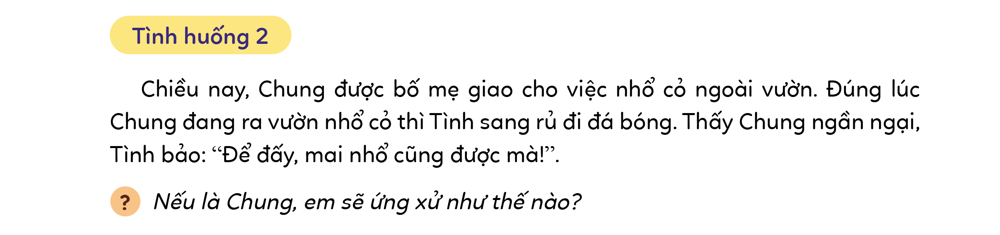 Tình huống 2
Chiều nay, Chung được bố mẹ giao cho việc nhổ cỏ ngoài vườn. Đúng lúc
Chung đang ra vườn nhổ cỏ thì Tình sang rủ đi đá bóng. Thấy Chung ngần ngại,
Tình bảo: “Để đấy, mai nhổ cũng được mà!”.
? Nếu là Chung, em sẽ ứng xử như thế nào?